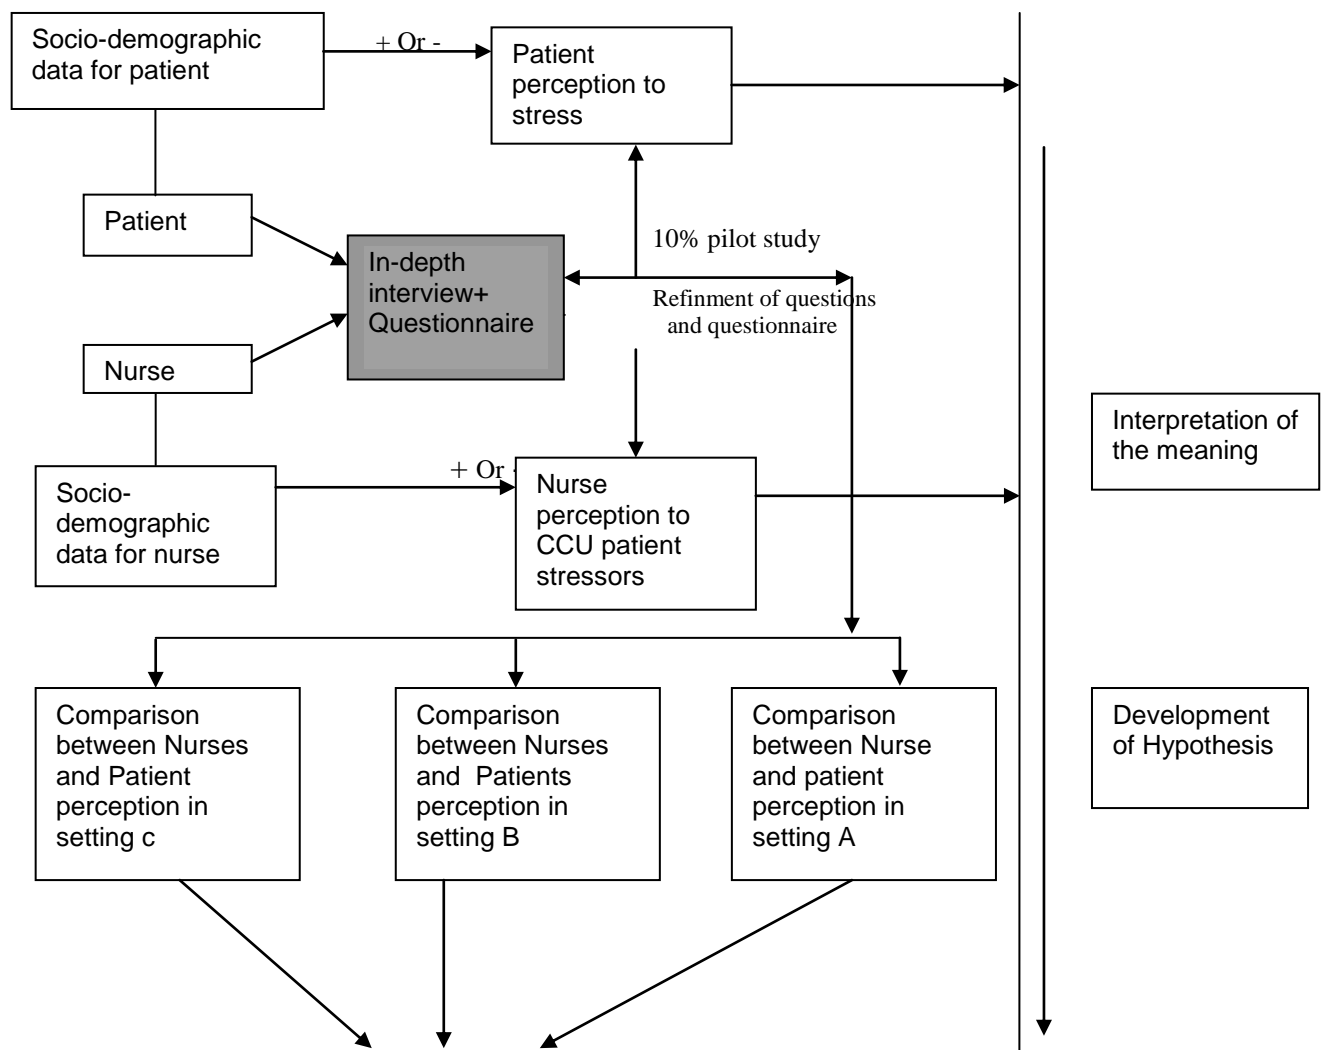 Socio-demographic
data for patient
+ Or -
Patient
perception to
stress
Patient
10% pilot study
In-depth
interview+
Questionnaire
Refinment of questions
and questionnaire
Nurse
Interpretation of
the meaning
+ Or -
Socio-
demographic
data for nurse
Nurse
perception to
CCU patient
stressors
Comparison
between Nurses
and Patient
perception in
setting c
Comparison
between Nurses
and  Patients
perception in
setting B
Comparison
between Nurse
and patient
perception in
setting A
Development
of Hypothesis